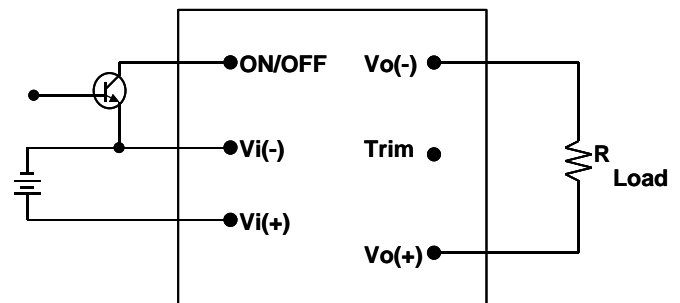 ON/OFF
Vo(-)
Vi(-)
Trim
R
Load
Vi(+)
Vo(+)